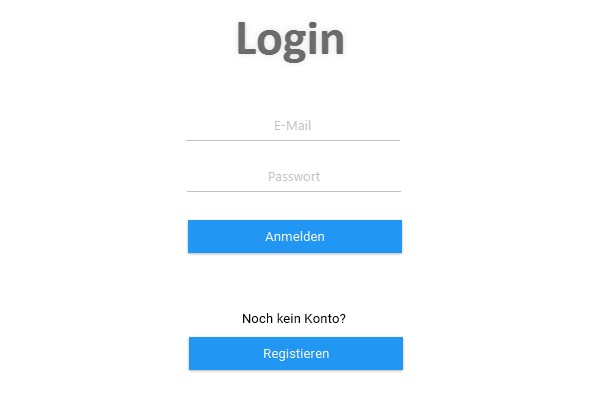 Login
E-Mail
Passwort
Anmelden
Noch kein Konto?
Registieren